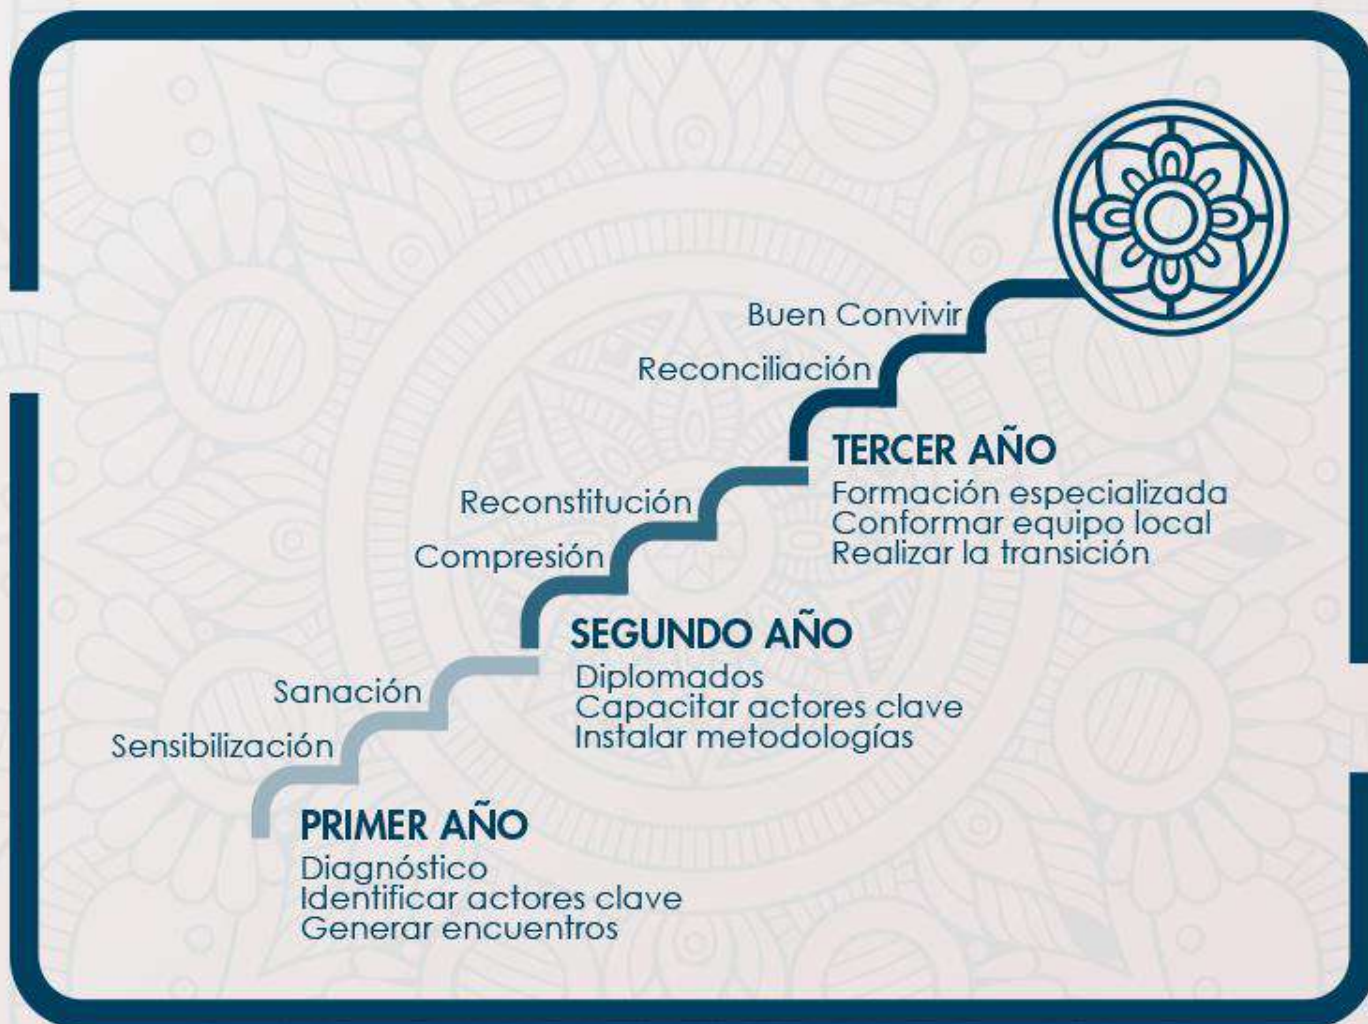 Buen Convivir
Reconciliación
TERCER AÑO
Formación especializada
Conformar equipo local
Realizar la transición
Reconstitución
Compresión
SEGUNDO AÑO
Diplomados
Capacitar actores clave
Instalar metodologías
Sanación
Sensibilización
PRIMER AÑO
Diagnóstico
Identificar actores clave
Generar encuentros